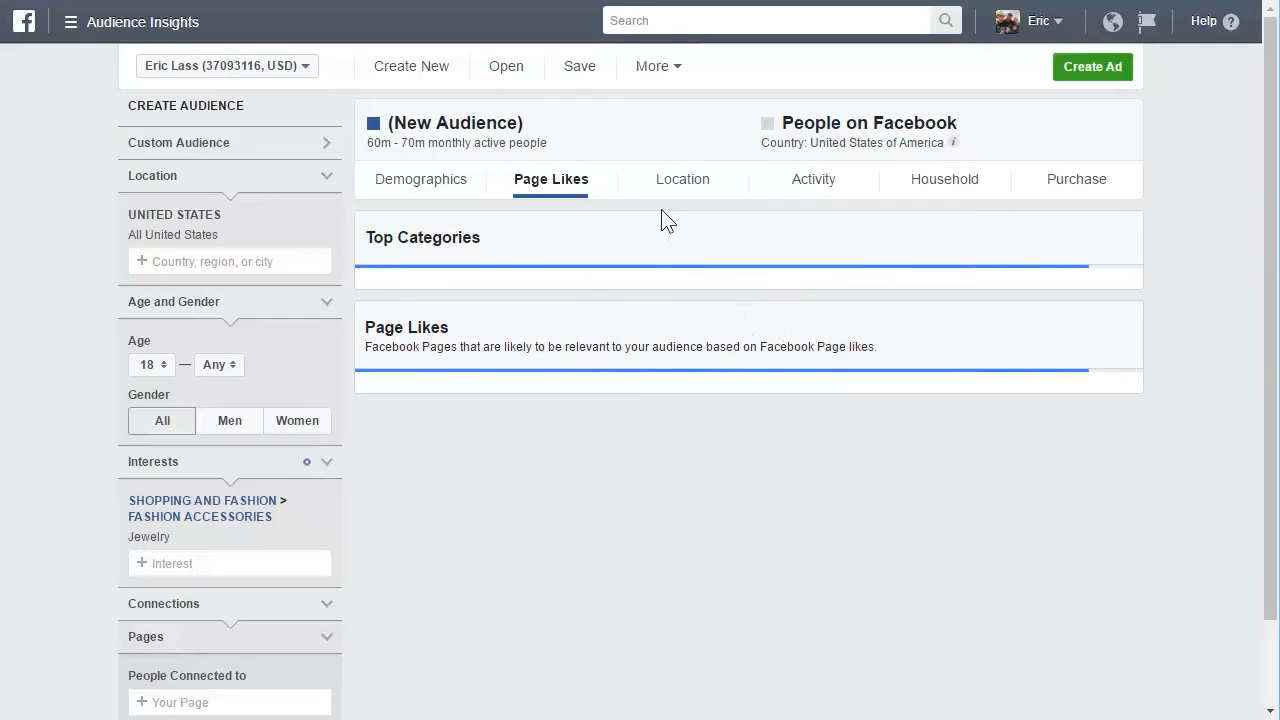 Audience Insights
Search
Eric
Help
Eric Lass (37093116, USD)
Create New
Open
Save
More
Create Ad
CREATE AUDIENCE
Custom Audience
Location
UNITED STATES
All United States
+ Country, region, or city
Age and Gender
Age
18 — Any
Gender
All
Men
Women
Interests
SHOPPING AND FASHION >
FASHION ACCESSORIES
Jewelry
+ Interest
Connections
Pages
People Connected to
+ Your Page
(New Audience)
60m - 70m monthly active people
People on Facebook
Country: United States of America
Demographics
Page Likes
Location
Activity
Household
Purchase
Top Categories
Page Likes
Facebook Pages that are likely to be relevant to your audience based on Facebook Page likes.